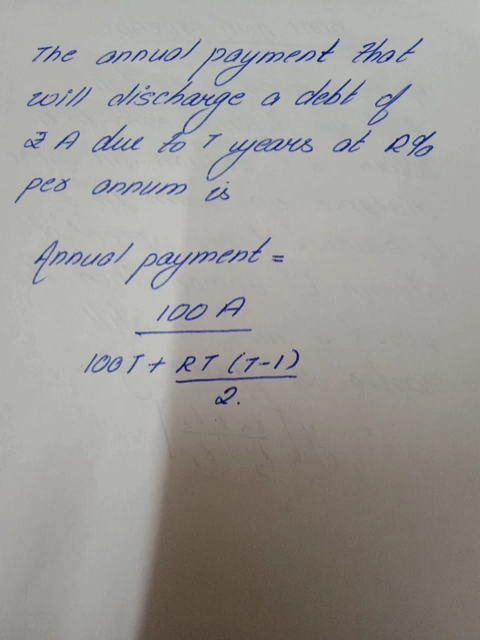 The annual payment that
will discharge a debt of
₹ A due to T years at R%
per annum is
Annual payment =
100 A
100T + RT (T-1)
2.